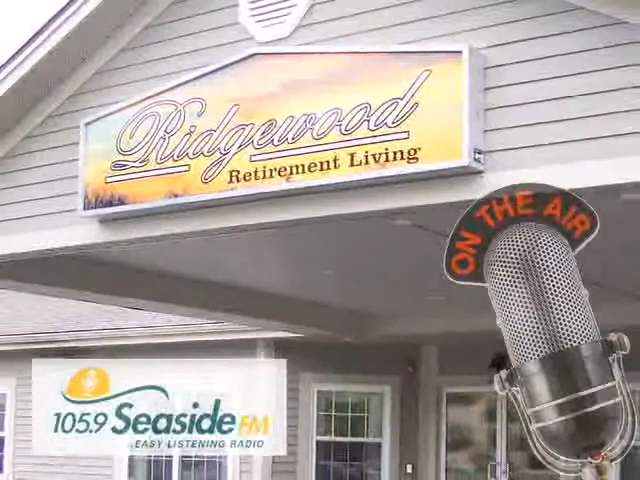 Ridgewood
Retirement Living
ON THE AIR
105.9 Seaside FM
EASY LISTENING RADIO